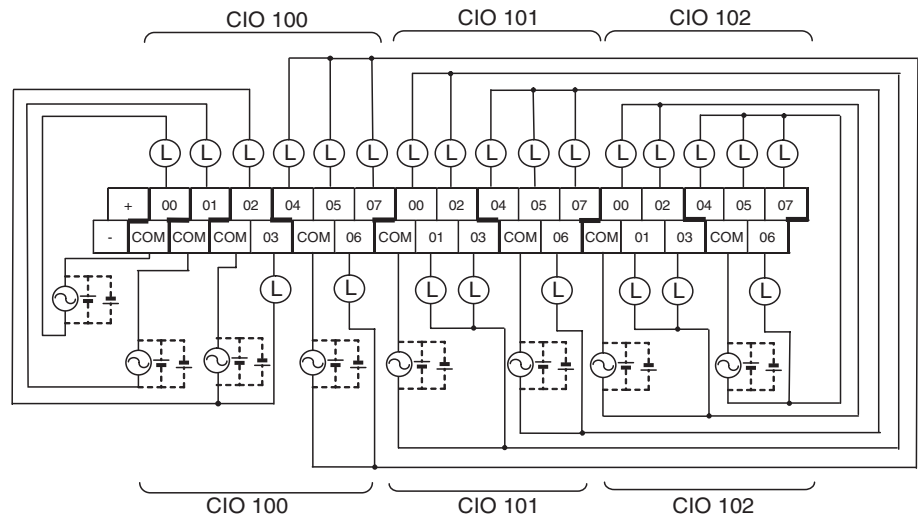 CIO 100 CIO 101 CIO 102
L L L L L L L L L L L L L L L L
+ 00 01 02 04 05 07 00 02 04 05 07 00 02 04 05 07
- COM COM COM 03 COM 06 COM 01 03 COM 06 COM 01 03 COM 06
L L L L L L L L
CIO 100 CIO 101 CIO 102